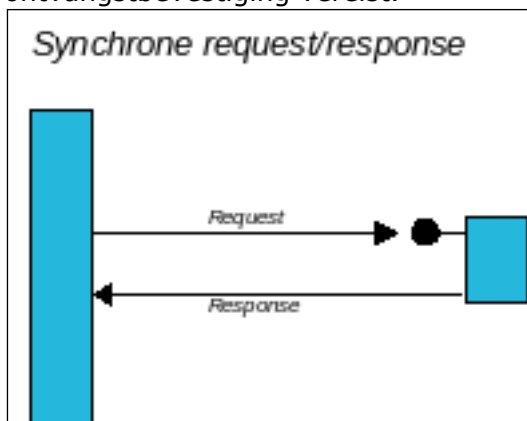 ontvangstbevestiging vereist.
Synchrone request/response
Request
Response